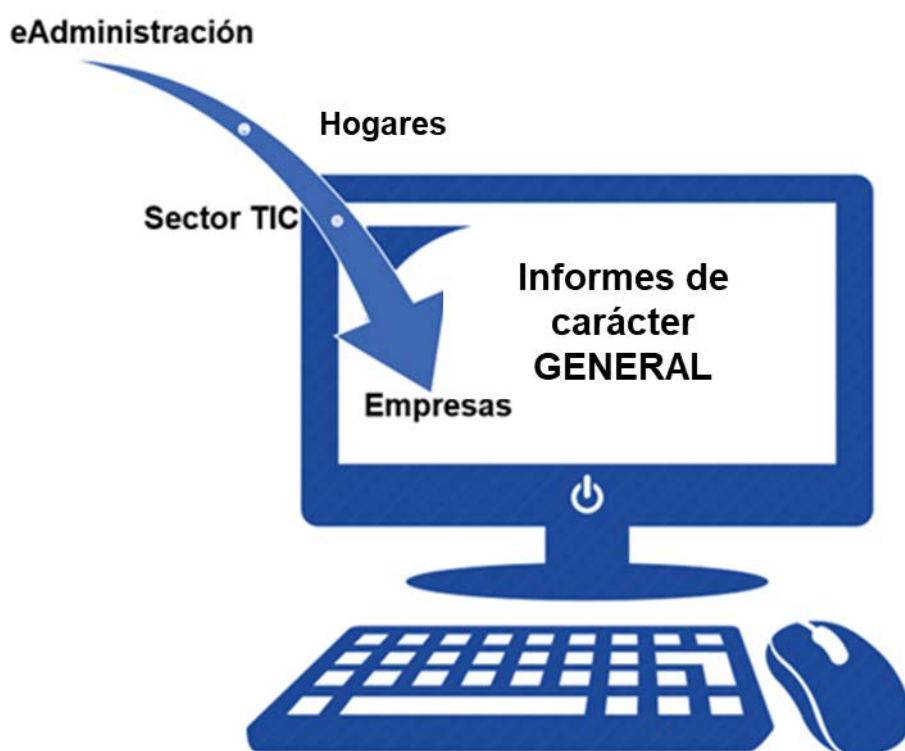 eAdministración
Hogares
Sector TIC
Informes de
carácter
GENERAL
Empresas